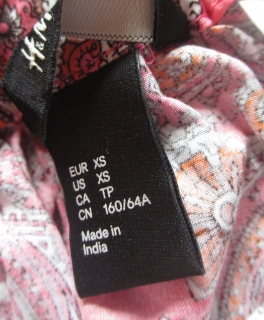 H&M
EUR XS
US XS
CA TP
CN 160/64A
Made in
India